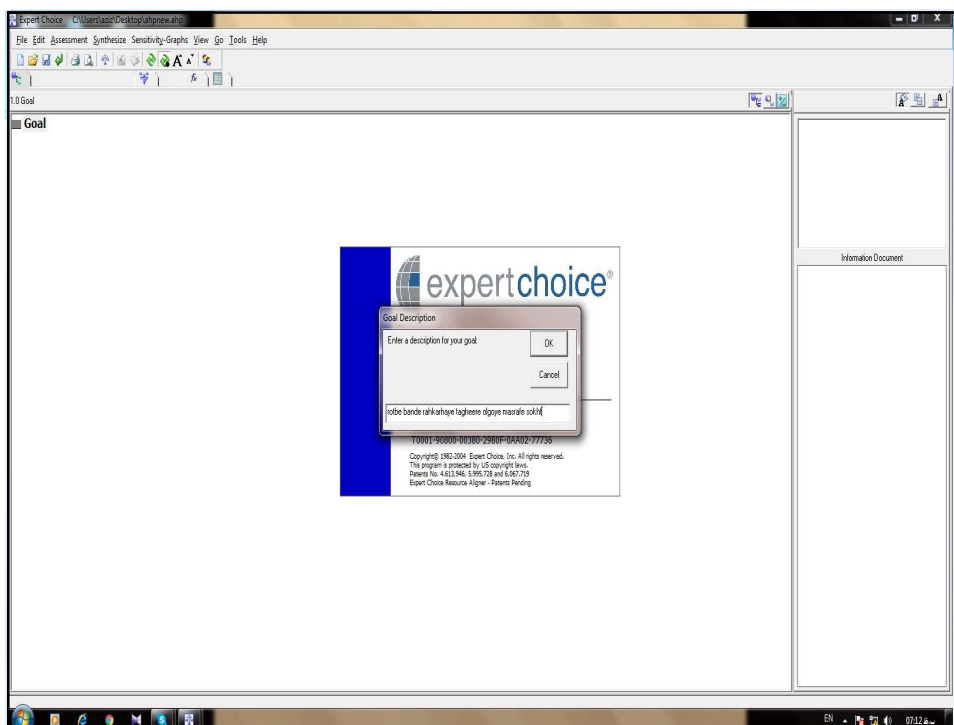 Expert Choice C:\Users\aziz\Desktop\ahpnew.ahp
File Edit Assessment Synthesize Sensitivity-Graphs View Go Tools Help
1.0 Goal
Goal
Information Document
expertchoice®
Goal Description
Enter a description for your goal:
OK
Cancel
rotbe bande rahkarhaye tagheere olgoye masrafe sokht
T0001-90800-003B0-29B0F-0AA02-77736
Copyright© 1982-2004 Expert Choice, Inc. All rights reserved.
This program is protected by US copyright laws.
Patents No. 4,613,946, 5,995,728 and 6,067,719
Expert Choice Resource Aligner - Patents Pending
EN 07:12 ب.ظ